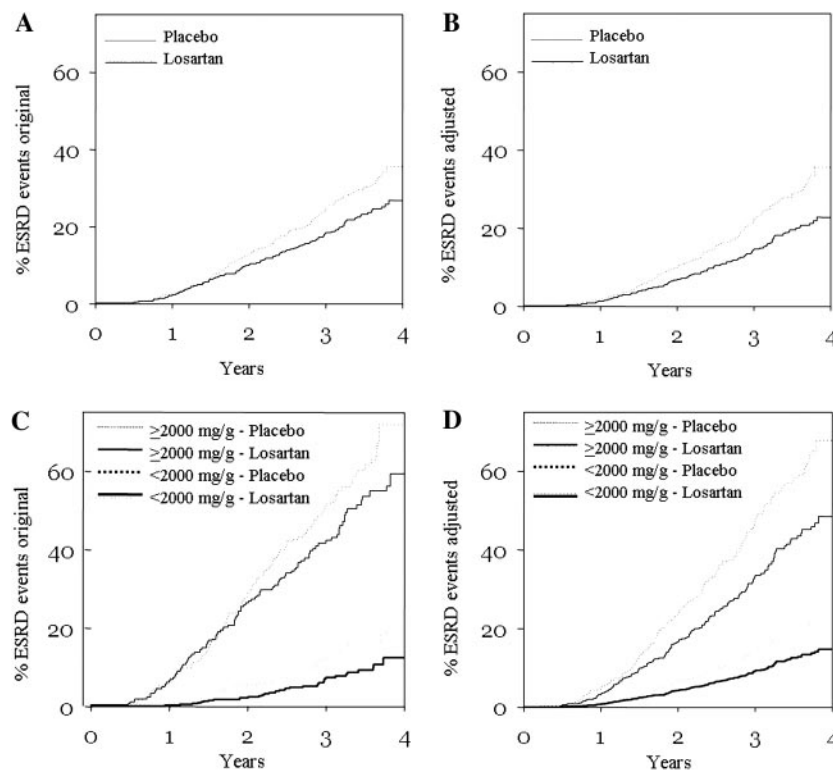 A
Placebo
Losartan
60
40
20
0
% ESRD events original
0 1 2 3 4
Years
B
Placebo
Losartan
60
40
20
0
% ESRD events adjusted
0 1 2 3 4
Years
C
≥2000 mg/g - Placebo
≥2000 mg/g - Losartan
<2000 mg/g - Placebo
<2000 mg/g - Losartan
60
40
20
0
% ESRD events original
0 1 2 3 4
Years
D
≥2000 mg/g - Placebo
≥2000 mg/g - Losartan
<2000 mg/g - Placebo
<2000 mg/g - Losartan
60
40
20
0
% ESRD events adjusted
0 1 2 3 4
Years